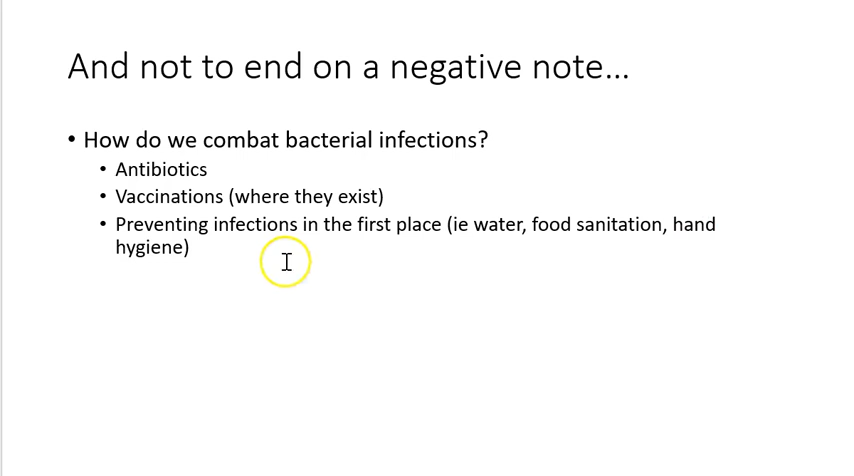 And not to end on a negative note...
• How do we combat bacterial infections?
• Antibiotics
• Vaccinations (where they exist)
• Preventing infections in the first place (ie water, food sanitation, hand
hygiene)